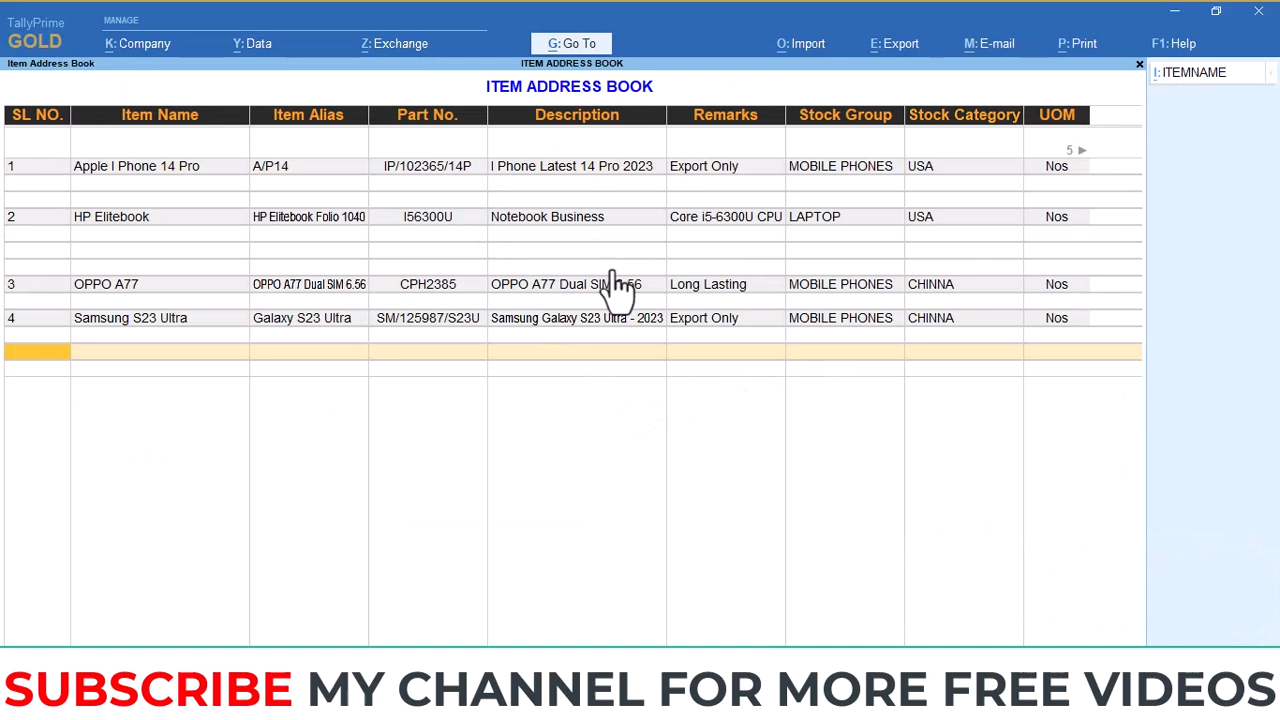 TallyPrime
GOLD
MANAGE
K: Company
Y: Data
Z: Exchange
G: Go To
O: Import
E: Export
M: E-mail
P: Print
F1: Help
Item Address Book
ITEM ADDRESS BOOK
I: ITEMNAME
ITEM ADDRESS BOOK
SL NO. Item Name Item Alias Part No. Description Remarks Stock Group Stock Category UOM
5
1 Apple I Phone 14 Pro A/P14 IP/102365/14P I Phone Latest 14 Pro 2023 Export Only MOBILE PHONES USA Nos
2 HP Elitebook HP Elitebook Folio 1040 I56300U Notebook Business Core i5-6300U CPU LAPTOP USA Nos
3 OPPO A77 OPPO A77 Dual SIM 6.56 CPH2385 OPPO A77 Dual SIM 6.56 Long Lasting MOBILE PHONES CHINNA Nos
4 Samsung S23 Ultra Galaxy S23 Ultra SM/125987/S23U Samsung Galaxy S23 Ultra - 2023 Export Only MOBILE PHONES CHINNA Nos
SUBSCRIBE MY CHANNEL FOR MORE FREE VIDEOS